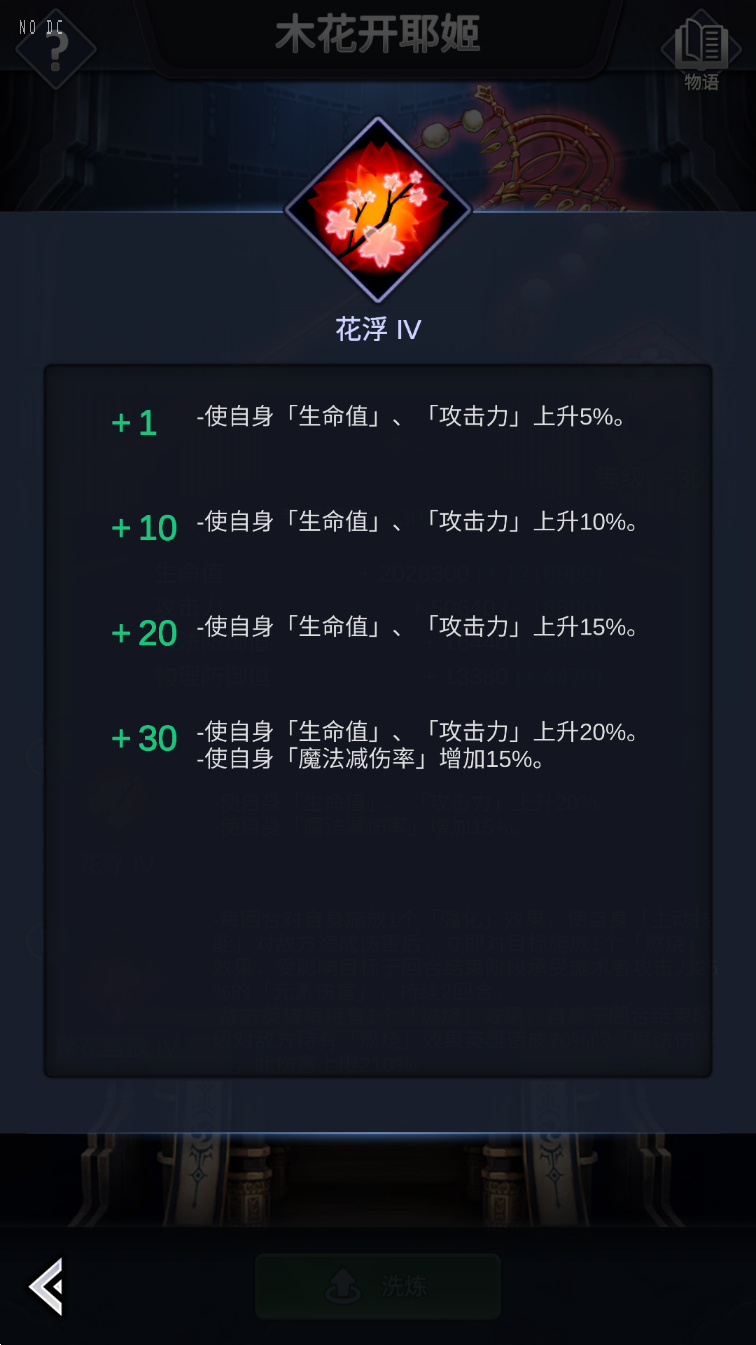 NO DC
木花开耶姬
物语
花浮 IV
+1
-使自身「生命值」、「攻击力」上升5%。
+10
-使自身「生命值」、「攻击力」上升10%。
+20
-使自身「生命值」、「攻击力」上升15%。
+30
-使自身「生命值」、「攻击力」上升20%。
-使自身「魔法减伤率」增加15%。
洗炼